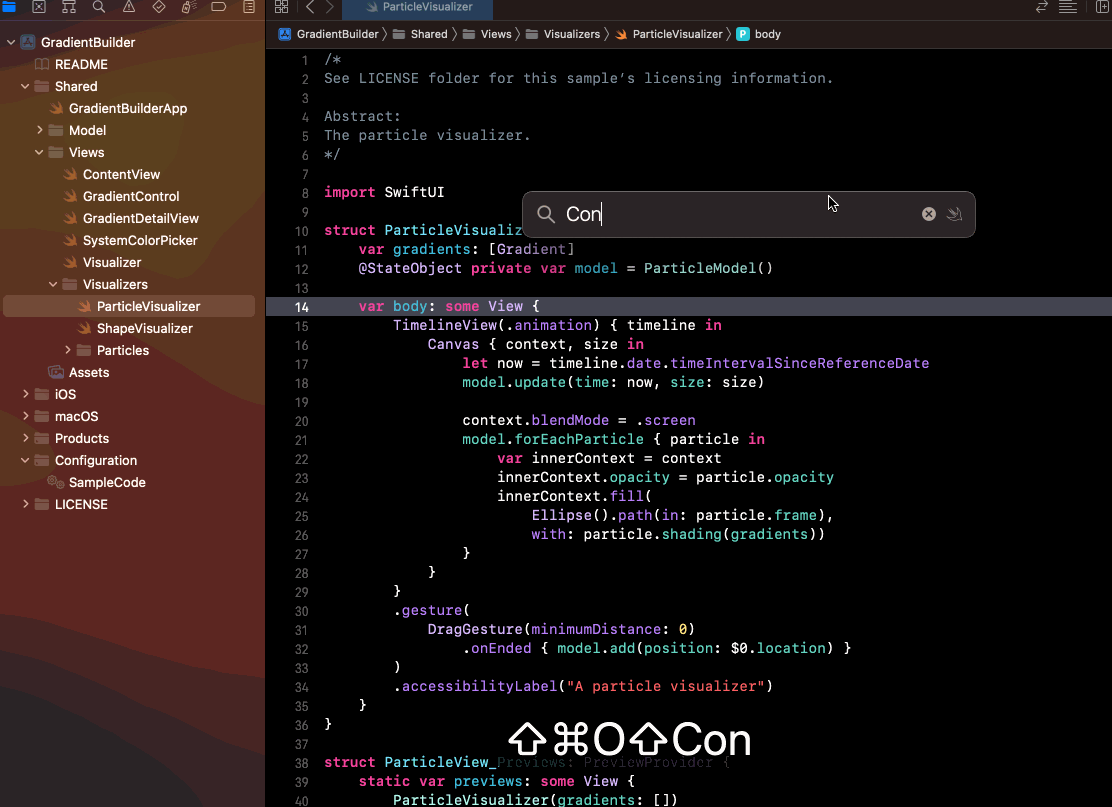 ParticleVisualizer
GradientBuilder
README
Shared
GradientBuilderApp
Model
Views
ContentView
GradientControl
GradientDetailView
SystemColorPicker
Visualizer
Visualizers
ParticleVisualizer
ShapeVisualizer
Particles
Assets
iOS
macOS
Products
Configuration
SampleCode
LICENSE
GradientBuilder 〉 Shared 〉 Views 〉 Visualizers 〉 ParticleVisualizer 〉 P body
1 /*
2 See LICENSE folder for this sample’s licensing information.
3
4 Abstract:
5 The particle visualizer.
6 */
7
8 import SwiftUI
9
Con
10 struct ParticleVisualiz
11 var gradients: [Gradient]
12 @StateObject private var model = ParticleModel()
13
14 var body: some View {
15 TimelineView(.animation) { timeline in
16 Canvas { context, size in
17 let now = timeline.date.timeIntervalSinceReferenceDate
18 model.update(time: now, size: size)
19
20 context.blendMode = .screen
21 model.forEachParticle { particle in
22 var innerContext = context
23 innerContext.opacity = particle.opacity
24 innerContext.fill(
25 Ellipse().path(in: particle.frame),
26 with: particle.shading(gradients))
27 }
28 }
29 }
30 .gesture(
31 DragGesture(minimumDistance: 0)
32 .onEnded { model.add(position: $0.location) }
33 )
34 .accessibilityLabel("A particle visualizer")
35 }
36 }
37
⇧⌘O⇧Con
38 struct ParticleView_Previews: PreviewProvider {
39 static var previews: some View {
40 ParticleVisualizer(gradients: [])